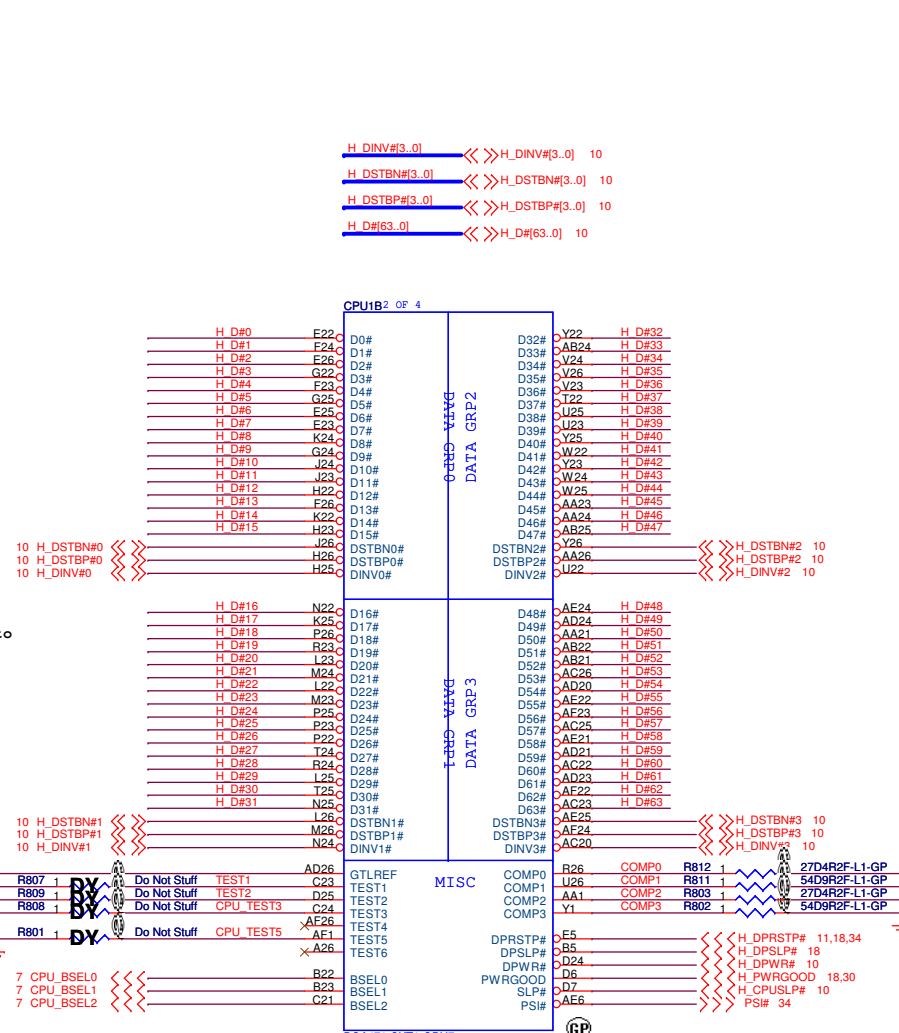 H_DINV#[3..0] H_DINV#[3..0] 10
H_DSTBN#[3..0] H_DSTBN#[3..0] 10
H_DSTBP#[3..0] H_DSTBP#[3..0] 10
H_D#[63..0] H_D#[63..0] 10
CPU1B 2 OF 4
H_D#0 E22 D0# D32# Y22 H_D#32
H_D#1 F24 D1# D33# AB24 H_D#33
H_D#2 E26 D2# D34# V24 H_D#34
H_D#3 G22 D3# D35# V26 H_D#35
H_D#4 F23 D4# D36# V23 H_D#36
H_D#5 G25 D5# D37# T22 H_D#37
H_D#6 E25 D6# D38# U25 H_D#38
H_D#7 E23 D7# D39# U23 H_D#39
H_D#8 K24 D8# D40# Y25 H_D#40
H_D#9 G24 D9# D41# W22 H_D#41
H_D#10 J24 D10# D42# Y23 H_D#42
H_D#11 J23 D11# D43# W24 H_D#43
H_D#12 H22 D12# D44# W25 H_D#44
H_D#13 F26 D13# D45# AA23 H_D#45
H_D#14 K22 D14# D46# AA24 H_D#46
H_D#15 H23 D15# D47# AB25 H_D#47
10 H_DSTBN#0 J26 DSTBN0# DSTBN2# Y26 H_DSTBN#2 10
10 H_DSTBP#0 H26 DSTBP0# DSTBP2# AA26 H_DSTBP#2 10
10 H_DINV#0 H25 DINV0# DINV2# U22 H_DINV#2 10
DATA GRP0
DATA GRP2
H_D#16 N22 D16# D48# AE24 H_D#48
H_D#17 K25 D17# D49# AD24 H_D#49
H_D#18 P26 D18# D50# AA21 H_D#50
H_D#19 R23 D19# D51# AB22 H_D#51
H_D#20 L23 D20# D52# AB21 H_D#52
H_D#21 M24 D21# D53# AC26 H_D#53
H_D#22 L22 D22# D54# AD20 H_D#54
H_D#23 M23 D23# D55# AE22 H_D#55
H_D#24 P25 D24# D56# AF23 H_D#56
H_D#25 P23 D25# D57# AC25 H_D#57
H_D#26 P22 D26# D58# AE21 H_D#58
H_D#27 T24 D27# D59# AD21 H_D#59
H_D#28 R24 D28# D60# AC22 H_D#60
H_D#29 L25 D29# D61# AD23 H_D#61
H_D#30 T25 D30# D62# AF22 H_D#62
H_D#31 N25 D31# D63# AC23 H_D#63
10 H_DSTBN#1 L26 DSTBN1# DSTBN3# AE25 H_DSTBN#3 10
10 H_DSTBP#1 M26 DSTBP1# DSTBP3# AF24 H_DSTBP#3 10
10 H_DINV#1 N24 DINV1# DINV3# AC20 H_DINV#3 10
DATA GRP1
DATA GRP3
MISC
AD26 GTLREF COMP0 R26 COMP0 R812 1 27D4R2F-L1-GP
R807 1 DY Do Not Stuff TEST1 C23 TEST1 COMP1 U26 COMP1 R811 1 54D9R2F-L1-GP
R809 1 DY Do Not Stuff TEST2 D25 TEST2 COMP2 AA1 COMP2 R803 1 27D4R2F-L1-GP
R808 1 DY Do Not Stuff CPU_TEST3 C24 TEST3 COMP3 Y1 COMP3 R802 1 54D9R2F-L1-GP
AF26 TEST4
R801 1 DY Do Not Stuff CPU_TEST5 AF1 TEST5 DPRSTP# E5 H_DPRSTP# 11,18,34
A26 TEST6 DPSLP# B5 H_DPSLP# 18
DPWR# D24 H_DPWR# 10
7 CPU_BSEL0 B22 BSEL0 PWRGOOD D6 H_PWRGOOD 18,30
7 CPU_BSEL1 B23 BSEL1 SLP# D7 H_CPUSLP# 10
7 CPU_BSEL2 C21 BSEL2 PSI# AE6 PSI# 34
GP